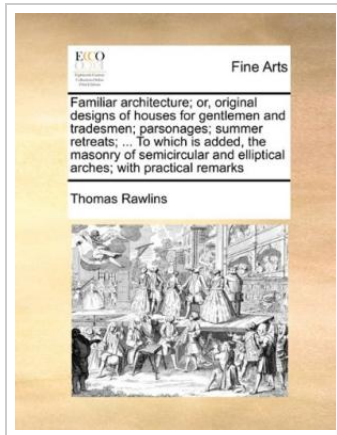 ECCO
Fine Arts
Familiar architecture; or, original
designs of houses for gentlemen and
tradesmen; parsonages; summer
retreats; ... To which is added, the
masonry of semicircular and elliptical
arches; with practical remarks
Thomas Rawlins